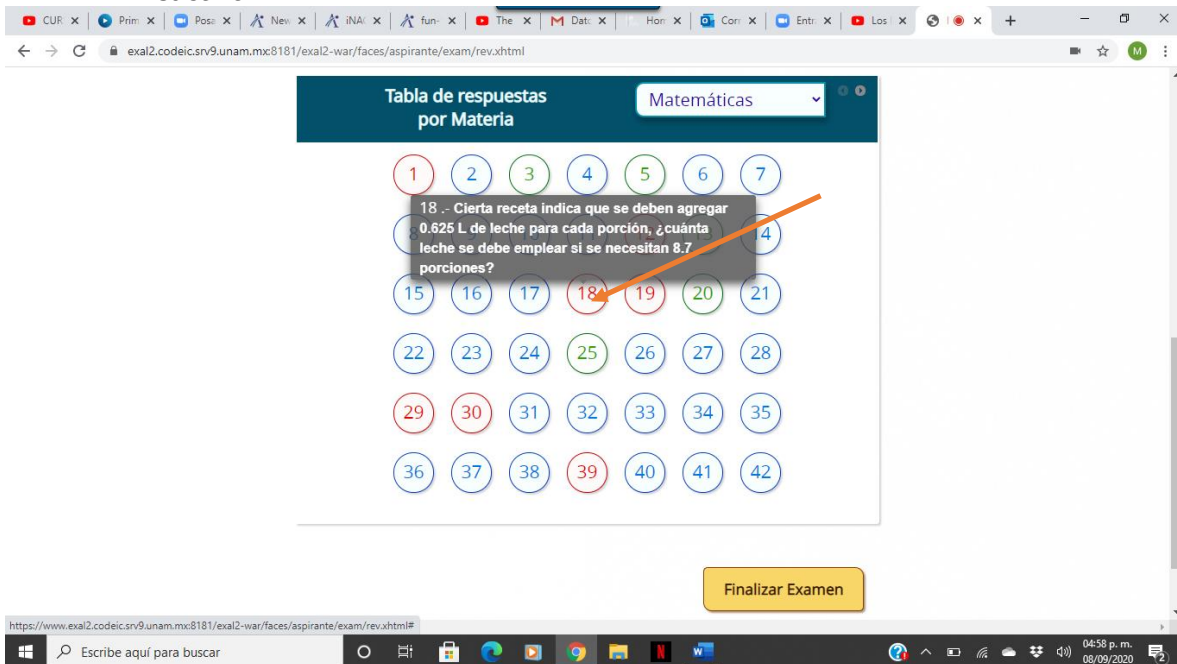 CUR Prim Posa New iNAC fun- The Datc Hon Corr Entr Los I
exal2.codeic.srv9.unam.mx:8181/exal2-war/faces/aspirante/exam/rev.xhtml M
Tabla de respuestas
por Materia
Matemáticas
1 2 3 4 5 6 7
18 .- Cierta receta indica que se deben agregar
0.625 L de leche para cada porción, ¿cuánta
leche se debe emplear si se necesitan 8.7
porciones?
8 14
15 16 17 18 19 20 21
22 23 24 25 26 27 28
29 30 31 32 33 34 35
36 37 38 39 40 41 42
Finalizar Examen
https://www.exal2.codeic.srv9.unam.mx:8181/exal2-war/faces/aspirante/exam/rev.xhtml#
Escribe aquí para buscar
04:58 p. m.
08/09/2020